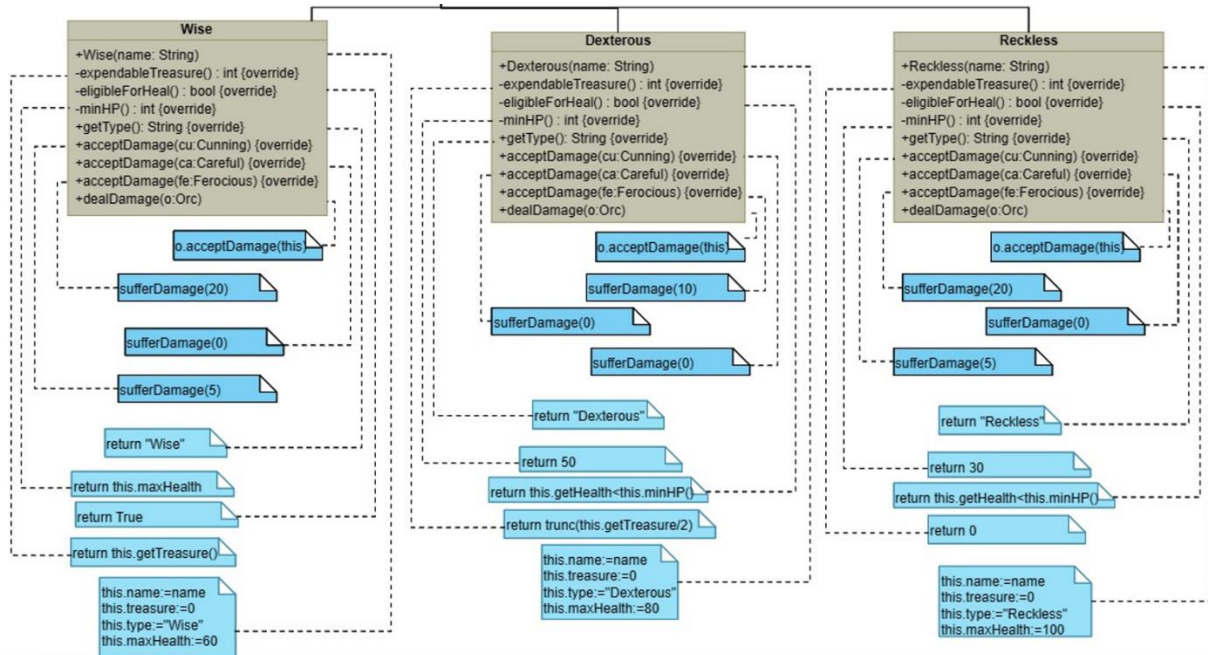 Wise
+Wise(name: String)
-expendableTreasure() : int {override}
-eligibleForHeal() : bool {override}
-minHP() : int {override}
+getType(): String {override}
+acceptDamage(cu:Cunning) {override}
+acceptDamage(ca:Careful) {override}
+acceptDamage(fe:Ferocious) {override}
+dealDamage(o:Orc)
o.acceptDamage(this)
sufferDamage(20)
sufferDamage(0)
sufferDamage(5)
return "Wise"
return this.maxHealth
return True
return this.getTreasure()
this.name:=name
this.treasure:=0
this.type:="Wise"
this.maxHealth:=60
Dexterous
+Dexterous(name: String)
-expendableTreasure() : int {override}
-eligibleForHeal() : bool {override}
-minHP() : int {override}
+getType(): String {override}
+acceptDamage(cu:Cunning) {override}
+acceptDamage(ca:Careful) {override}
+acceptDamage(fe:Ferocious) {override}
+dealDamage(o:Orc)
o.acceptDamage(this)
sufferDamage(10)
sufferDamage(0)
sufferDamage(0)
return "Dexterous"
return 50
return this.getHealth<this.minHP()
return trunc(this.getTreasure/2)
this.name:=name
this.treasure:=0
this.type:="Dexterous"
this.maxHealth:=80
Reckless
+Reckless(name: String)
-expendableTreasure() : int {override}
-eligibleForHeal() : bool {override}
-minHP() : int {override}
+getType(): String {override}
+acceptDamage(cu:Cunning) {override}
+acceptDamage(ca:Careful) {override}
+acceptDamage(fe:Ferocious) {override}
+dealDamage(o:Orc)
o.acceptDamage(this)
sufferDamage(20)
sufferDamage(0)
sufferDamage(5)
return "Reckless"
return 30
return this.getHealth<this.minHP()
return 0
this.name:=name
this.treasure:=0
this.type:="Reckless"
this.maxHealth:=100